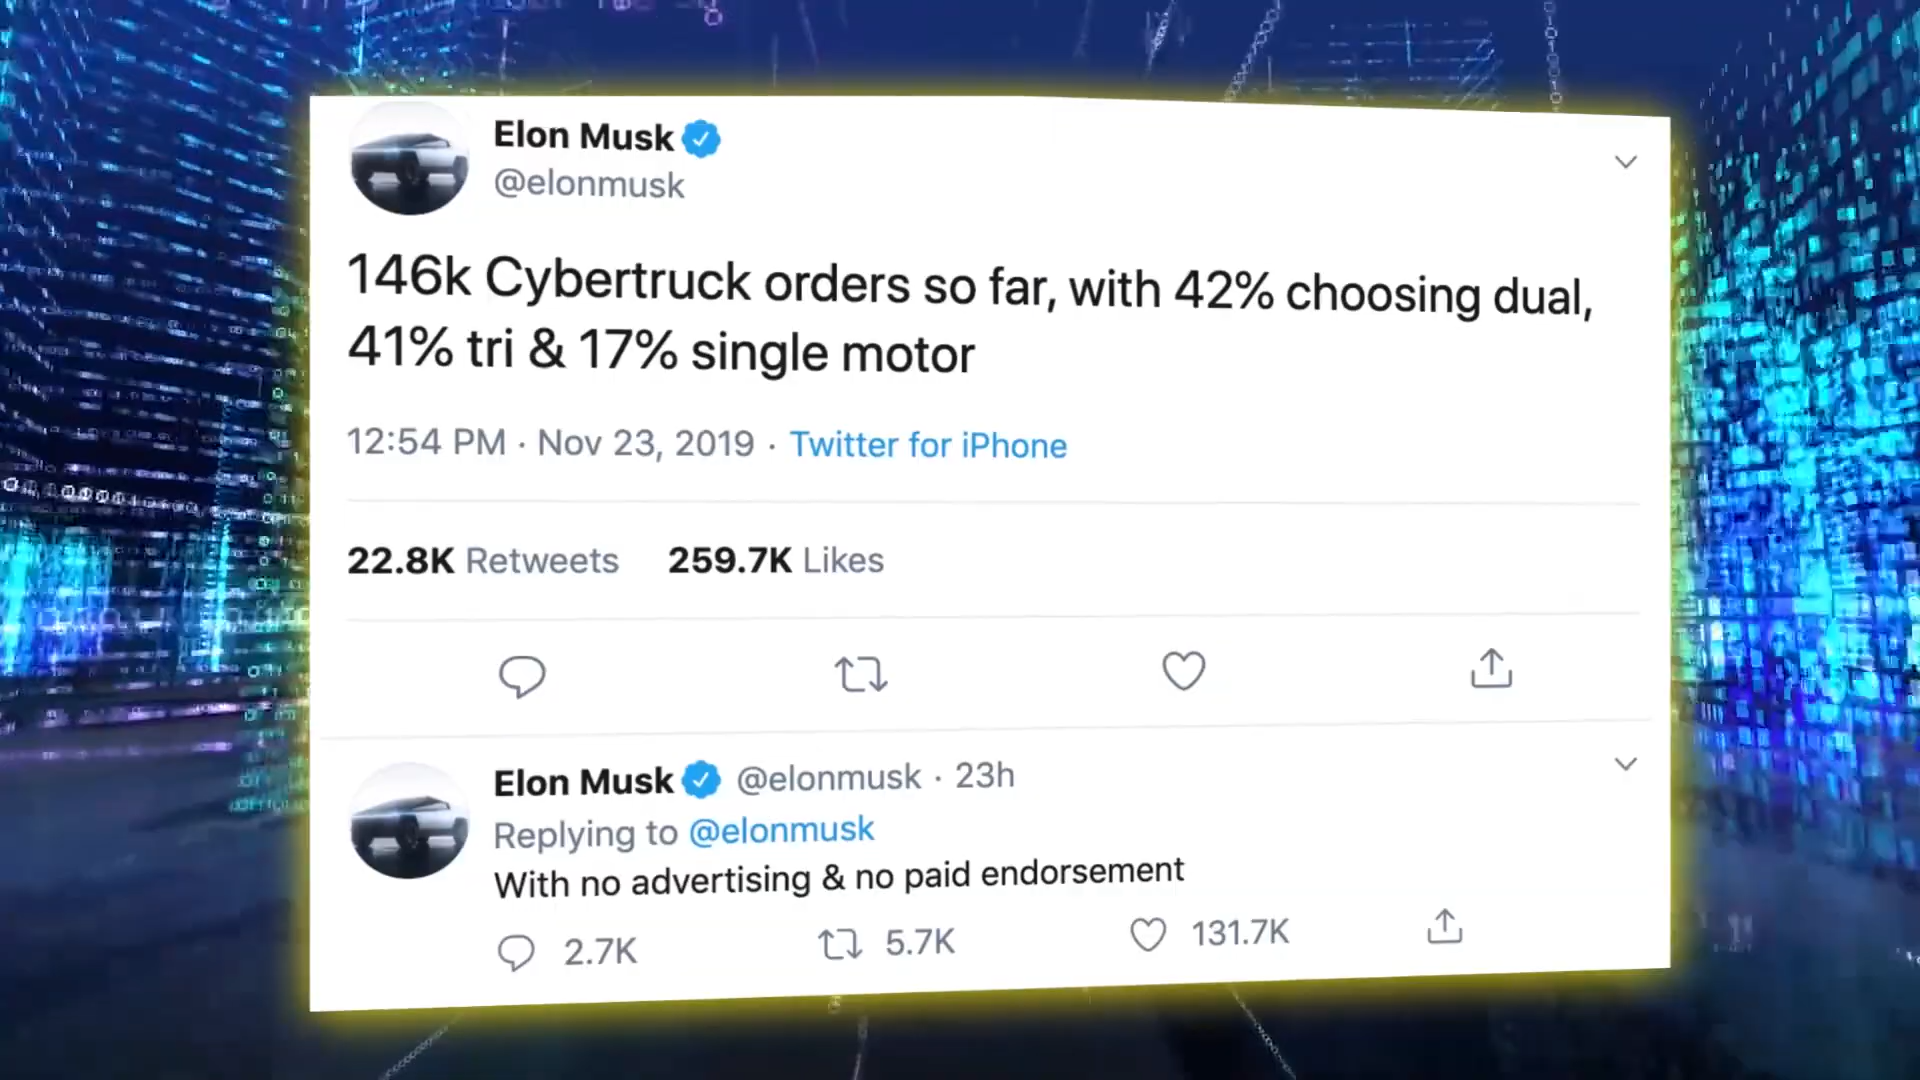 Elon Musk
@elonmusk
146k Cybertruck orders so far, with 42% choosing dual,
41% tri & 17% single motor
12:54 PM · Nov 23, 2019 · Twitter for iPhone
22.8K Retweets 259.7K Likes
Elon Musk @elonmusk · 23h
Replying to @elonmusk
With no advertising & no paid endorsement
2.7K 5.7K 131.7K